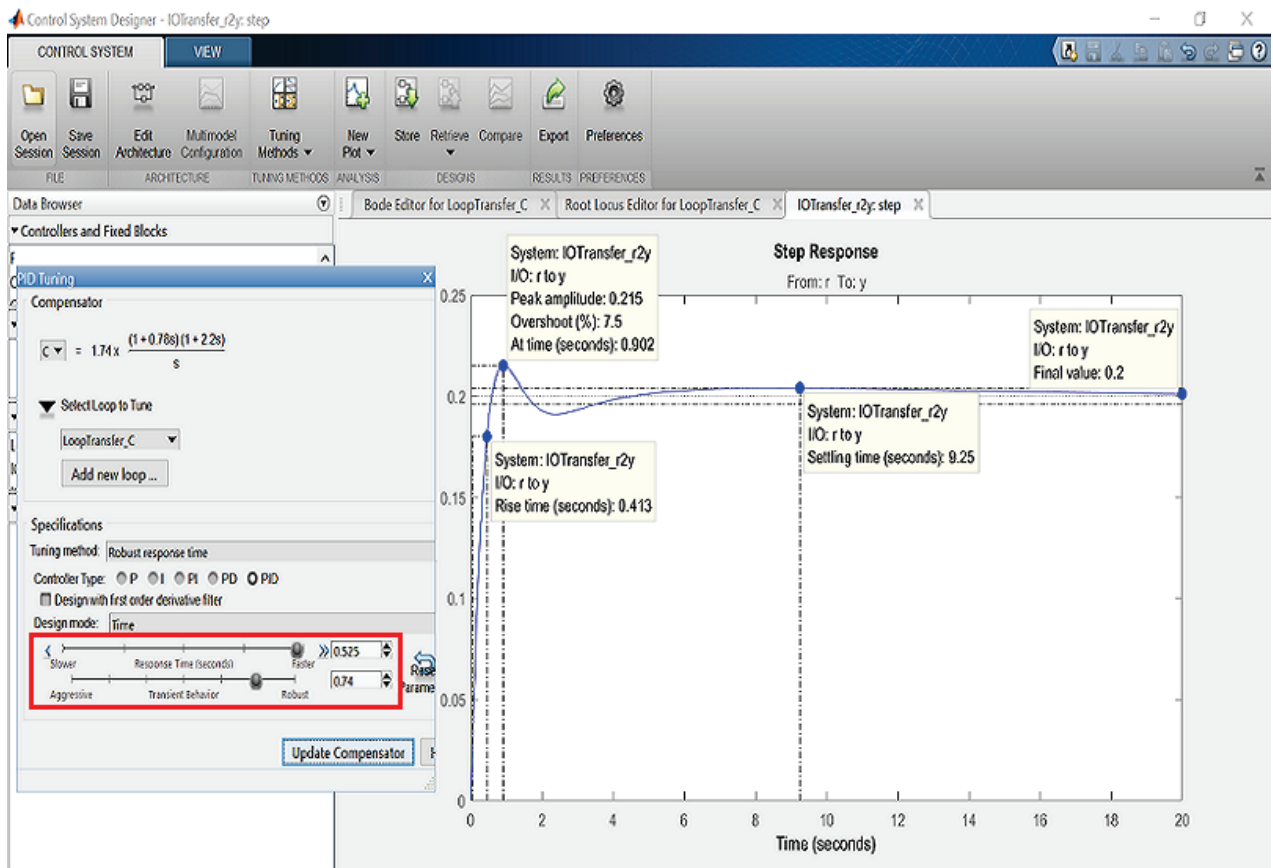 Control System Designer - IOTransfer_r2y: step
CONTROL SYSTEM
VIEW
Open Session
Save Session
Edit Architecture
Multimodel Configuration
Tuning Methods
New Plot
Store
Retrieve
Compare
Export
Preferences
FILE
ARCHITECTURE
TUNING METHODS
ANALYSIS
DESIGNS
RESULTS
PREFERENCES
Data Browser
Controllers and Fixed Blocks
Bode Editor for LoopTransfer_C
Root Locus Editor for LoopTransfer_C
IOTransfer_r2y: step
PID Tuning
Compensator
C = 1.74 x (1 + 0.78s) (1 + 2.2s)
s
Select Loop to Tune
LoopTransfer_C
Add new loop ...
Specifications
Tuning method: Robust response time
Controller Type: P I PI PD PID
Design with first order derivative filter
Design mode: Time
0.525
Slower Response Time (seconds) Faster
0.74
Aggressive Transient Behavior Robust
Update Compensator
Step Response
From: r To: y
System: IOTransfer_r2y
I/O: r to y
Peak amplitude: 0.215
Overshoot (%): 7.5
At time (seconds): 0.902
System: IOTransfer_r2y
I/O: r to y
Final value: 0.2
System: IOTransfer_r2y
I/O: r to y
Settling time (seconds): 9.25
System: IOTransfer_r2y
I/O: r to y
Rise time (seconds): 0.413
0.25
0.2
0.15
0.1
0.05
0
0 2 4 6 8 10 12 14 16 18 20
Time (seconds)